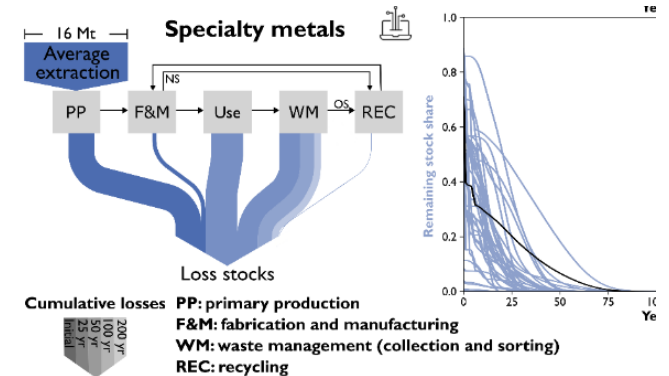 16 Mt
Specialty metals
Average
extraction
NS
PP
F&M
Use
WM
OS
REC
Loss stocks
Cumulative losses
Initial
25 yr
50 yr
100 yr
200 yr
PP: primary production
F&M: fabrication and manufacturing
WM: waste management (collection and sorting)
REC: recycling
Remaining stock share
1.0
0.8
0.6
0.4
0.2
0.0
0
25
50
75
100